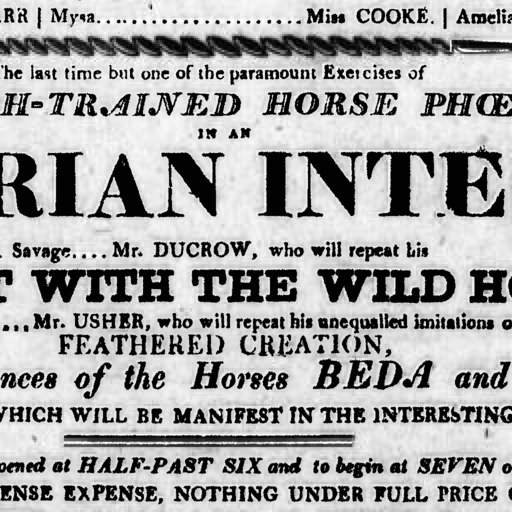 RR | Mysa..................Miss COOKE. | Amelia
he last time but one of the paramount Exercises of
H-TRAINED HORSE PHŒ
IN AN
RIAN INTE
. Savage.... Mr. DUCROW, who will repeat his
T WITH THE WILD HO
....Mr. USHER, who will repeat his unequalled imitations o
FEATHERED CREATION,
nces of the Horses BEDA and
WHICH WILL BE MANIFEST IN THE INTERESTING
pened at HALF-PAST SIX and to begin at SEVEN o
ENSE EXPENSE, NOTHING UNDER FULL PRICE